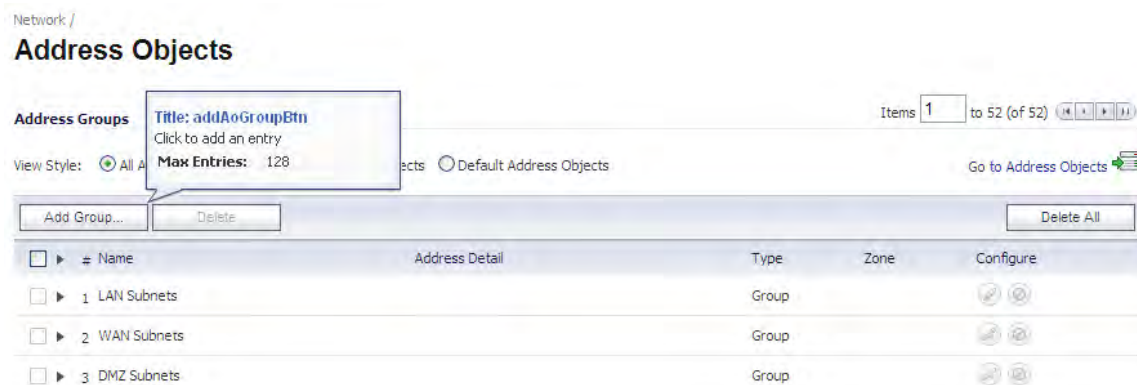 Network /
Address Objects
Address Groups
Title: addAoGroupBtn
Click to add an entry
Max Entries: 128
Items 1 to 52 (of 52)
View Style: All A ects Default Address Objects
Go to Address Objects
Add Group... Delete Delete All
# Name Address Detail Type Zone Configure
1 LAN Subnets Group
2 WAN Subnets Group
3 DMZ Subnets Group